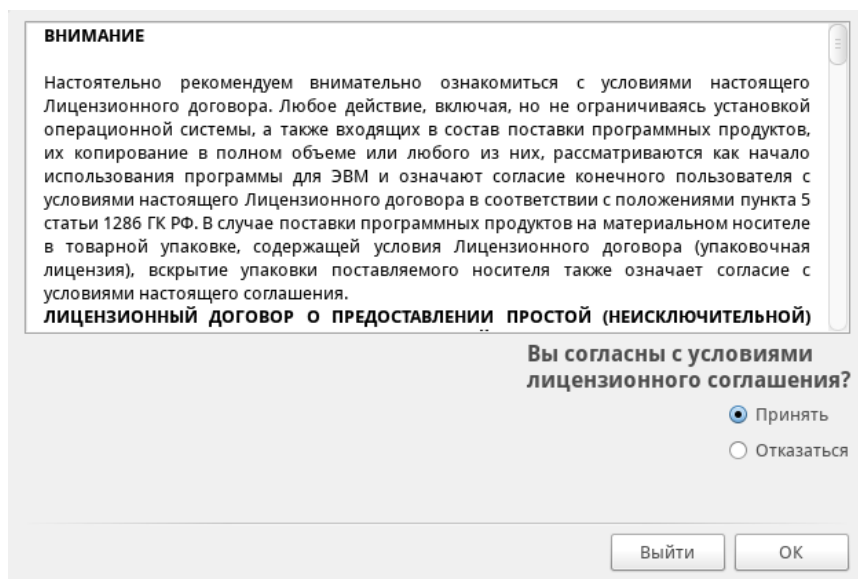 ВНИМАНИЕ
Настоятельно рекомендуем внимательно ознакомиться с условиями настоящего
Лицензионного договора. Любое действие, включая, но не ограничиваясь установкой
операционной системы, а также входящих в состав поставки программных продуктов,
их копирование в полном объеме или любого из них, рассматриваются как начало
использования программы для ЭВМ и означают согласие конечного пользователя с
условиями настоящего Лицензионного договора в соответствии с положениями пункта 5
статьи 1286 ГК РФ. В случае поставки программных продуктов на материальном носителе
в товарной упаковке, содержащей условия Лицензионного договора (упаковочная
лицензия), вскрытие упаковки поставляемого носителя также означает согласие с
условиями настоящего соглашения.
ЛИЦЕНЗИОННЫЙ ДОГОВОР О ПРЕДОСТАВЛЕНИИ ПРОСТОЙ (НЕИСКЛЮЧИТЕЛЬНОЙ)
Вы согласны с условиями
лицензионного соглашения?
Принять
Отказаться
Выйти
ОК